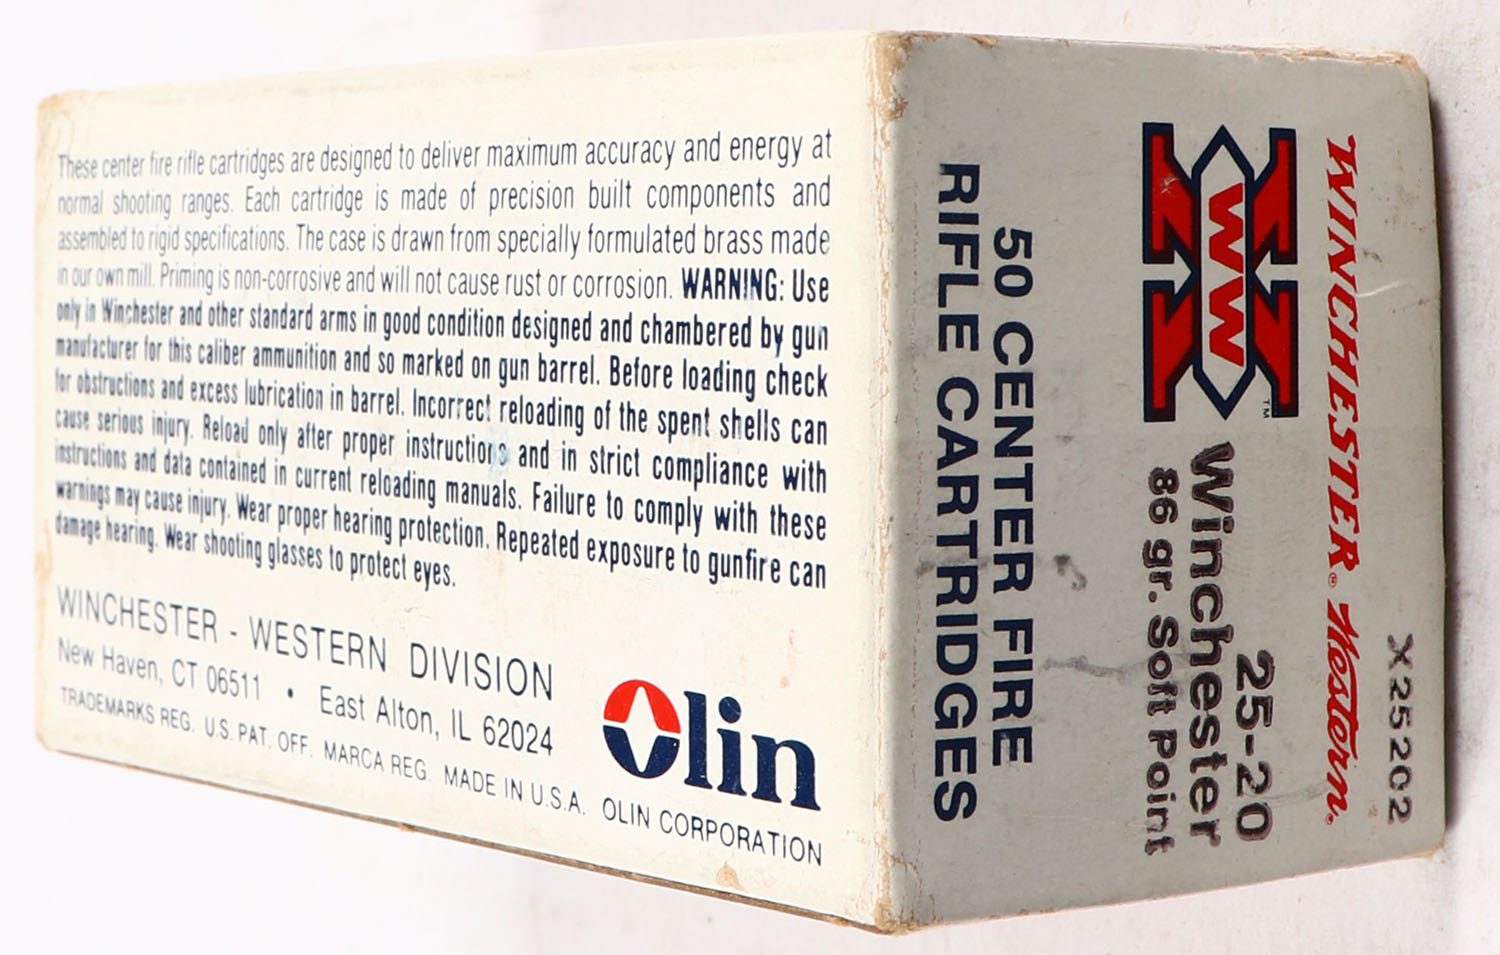 These center fire rifle cartridges are designed to deliver maximum accuracy and energy at
normal shooting ranges. Each cartridge is made of precision built components and
assembled to rigid specifications. The case is drawn from specially formulated brass made
in our own mill. Priming is non-corrosive and will not cause rust or corrosion. WARNING: Use
only in Winchester and other standard arms in good condition designed and chambered by gun
manufacturer for this caliber ammunition and so marked on gun barrel. Before loading check
for obstructions and excess lubrication in barrel. Incorrect reloading of the spent shells can
cause serious injury. Reload only after proper instructions and in strict compliance with
instructions and data contained in current reloading manuals. Failure to comply with these
warnings may cause injury. Wear proper hearing protection. Repeated exposure to gunfire can
damage hearing. Wear shooting glasses to protect eyes.
WINCHESTER - WESTERN DIVISION
New Haven, CT 06511 • East Alton, IL 62024
TRADEMARKS REG. U.S. PAT. OFF. MARCA REG. MADE IN U.S.A. OLIN CORPORATION
Olin
X25202
WINCHESTER® Western®
X WW X™
25-20
Winchester
86 gr. Soft Point
50 CENTER FIRE
RIFLE CARTRIDGES